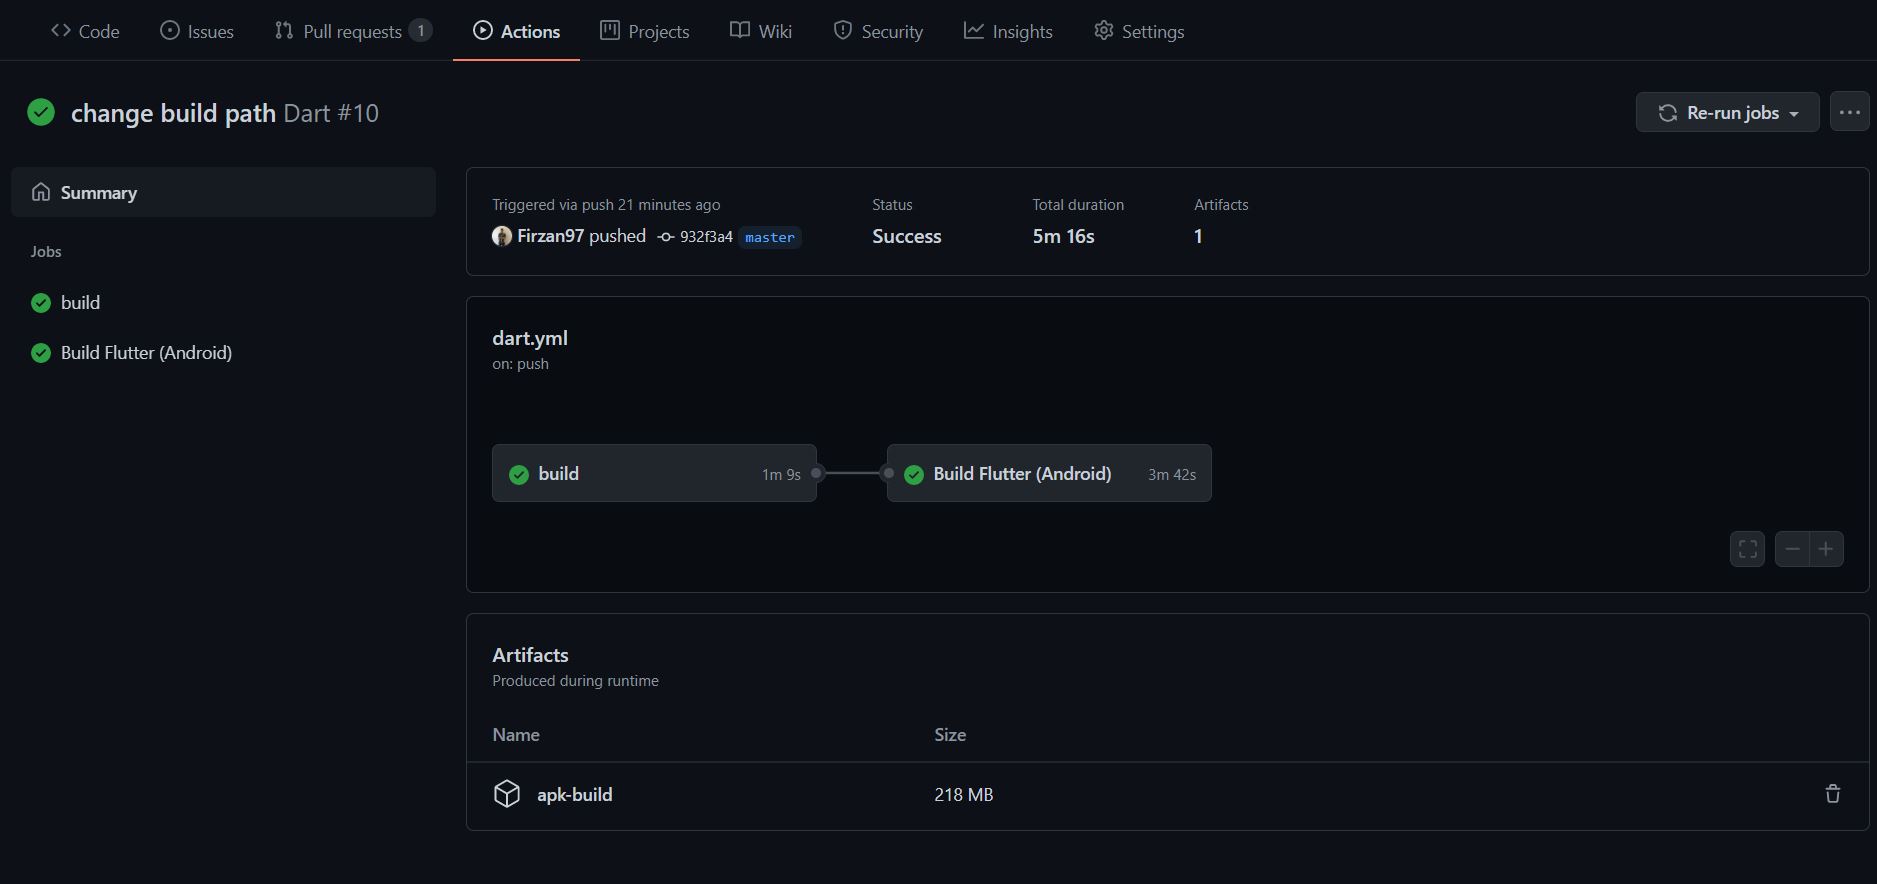 Code Issues Pull requests 1 Actions Projects Wiki Security Insights Settings
change build path Dart #10
Re-run jobs
Summary
Jobs
build
Build Flutter (Android)
Triggered via push 21 minutes ago
Firzan97 pushed 932f3a4 master
Status
Success
Total duration
5m 16s
Artifacts
1
dart.yml
on: push
build 1m 9s
Build Flutter (Android) 3m 42s
Artifacts
Produced during runtime
Name Size
apk-build 218 MB